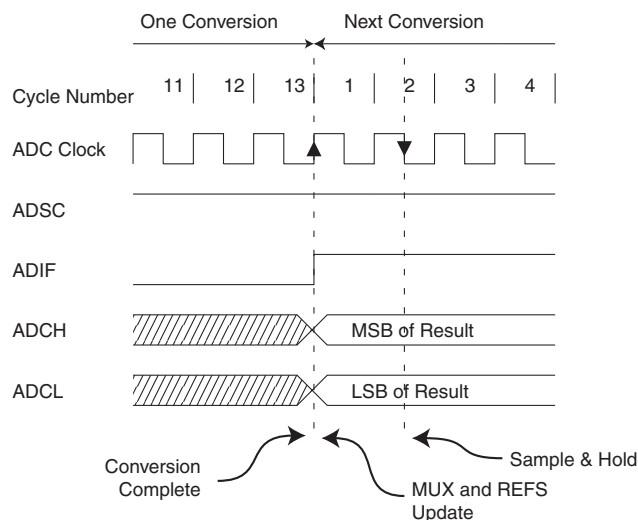 One Conversion Next Conversion
Cycle Number 11 12 13 1 2 3 4
ADC Clock
ADSC
ADIF
ADCH MSB of Result
ADCL LSB of Result
Conversion
Complete
MUX and REFS
Update
Sample & Hold